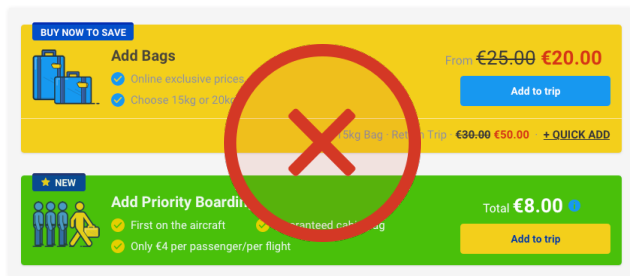 BUY NOW TO SAVE
Add Bags
Online exclusive prices
Choose 15kg or 20kg
From €25.00 €20.00
Add to trip
15kg Bag · Return Trip · €30.00 €50.00 · + QUICK ADD
NEW
Add Priority Boarding
First on the aircraft
Guaranteed cabin bag
Only €4 per passenger/per flight
Total €8.00
Add to trip